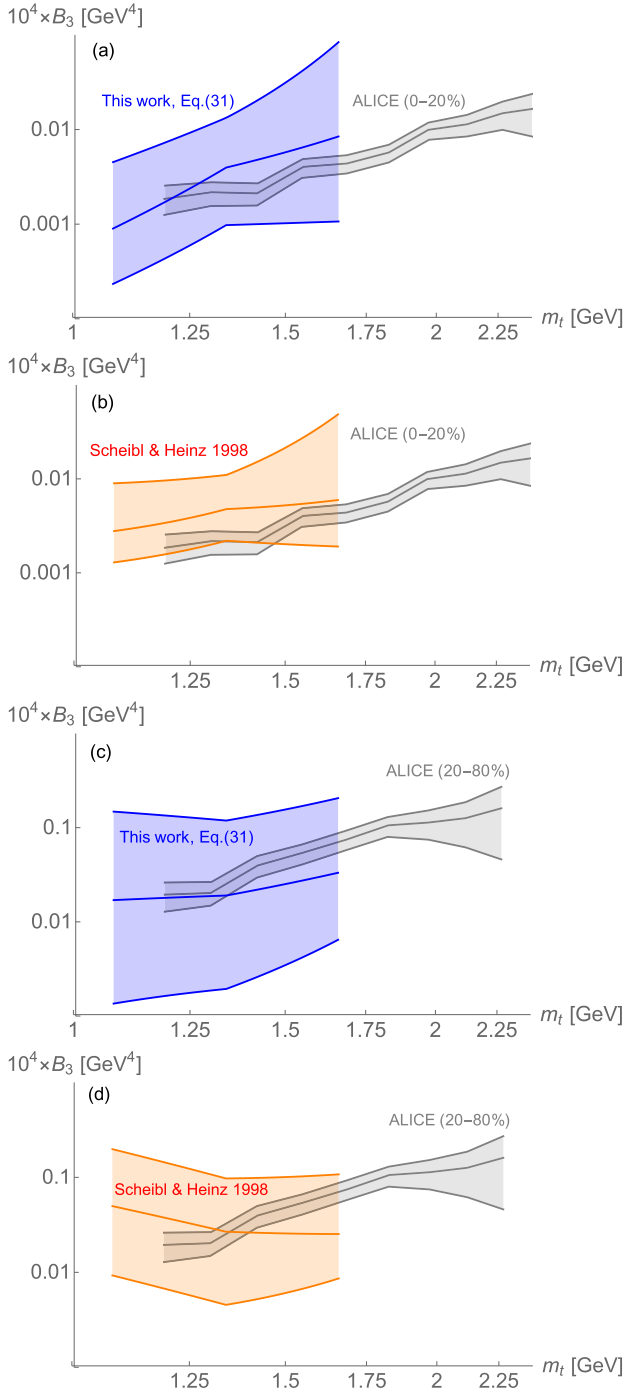 10⁴×B₃ [GeV⁴]
(a)
This work, Eq.(31)
ALICE (0–20%)
0.01
0.001
1 1.25 1.5 1.75 2 2.25
mₜ [GeV]
10⁴×B₃ [GeV⁴]
(b)
Scheibl & Heinz 1998
ALICE (0–20%)
0.01
0.001
1.25 1.5 1.75 2 2.25
mₜ [GeV]
10⁴×B₃ [GeV⁴]
(c)
ALICE (20–80%)
0.1
This work, Eq.(31)
0.01
1 1.25 1.5 1.75 2 2.25
mₜ [GeV]
10⁴×B₃ [GeV⁴]
(d)
ALICE (20–80%)
0.1
Scheibl & Heinz 1998
0.01
1.25 1.5 1.75 2 2.25
mₜ [GeV]